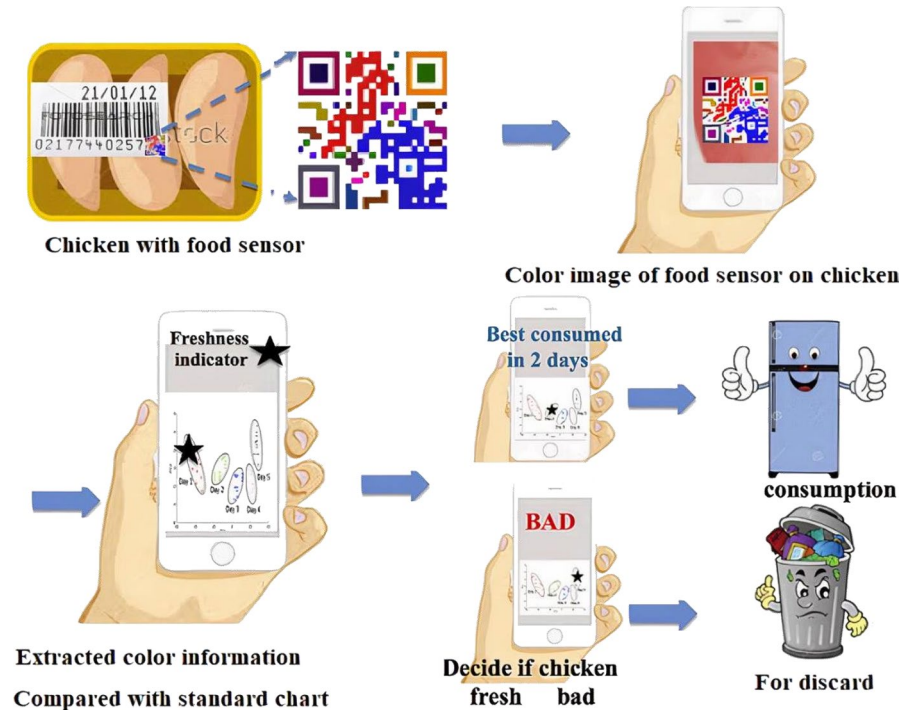 21/01/12
FOTOSEARCH
stock
02177440257
Chicken with food sensor
Color image of food sensor on chicken
Freshness
indicator
Day 1
Day 2
Day 3
Day 4
Day 5
Extracted color information
Compared with standard chart
Best consumed
in 2 days
consumption
BAD
Decide if chicken
fresh bad
For discard